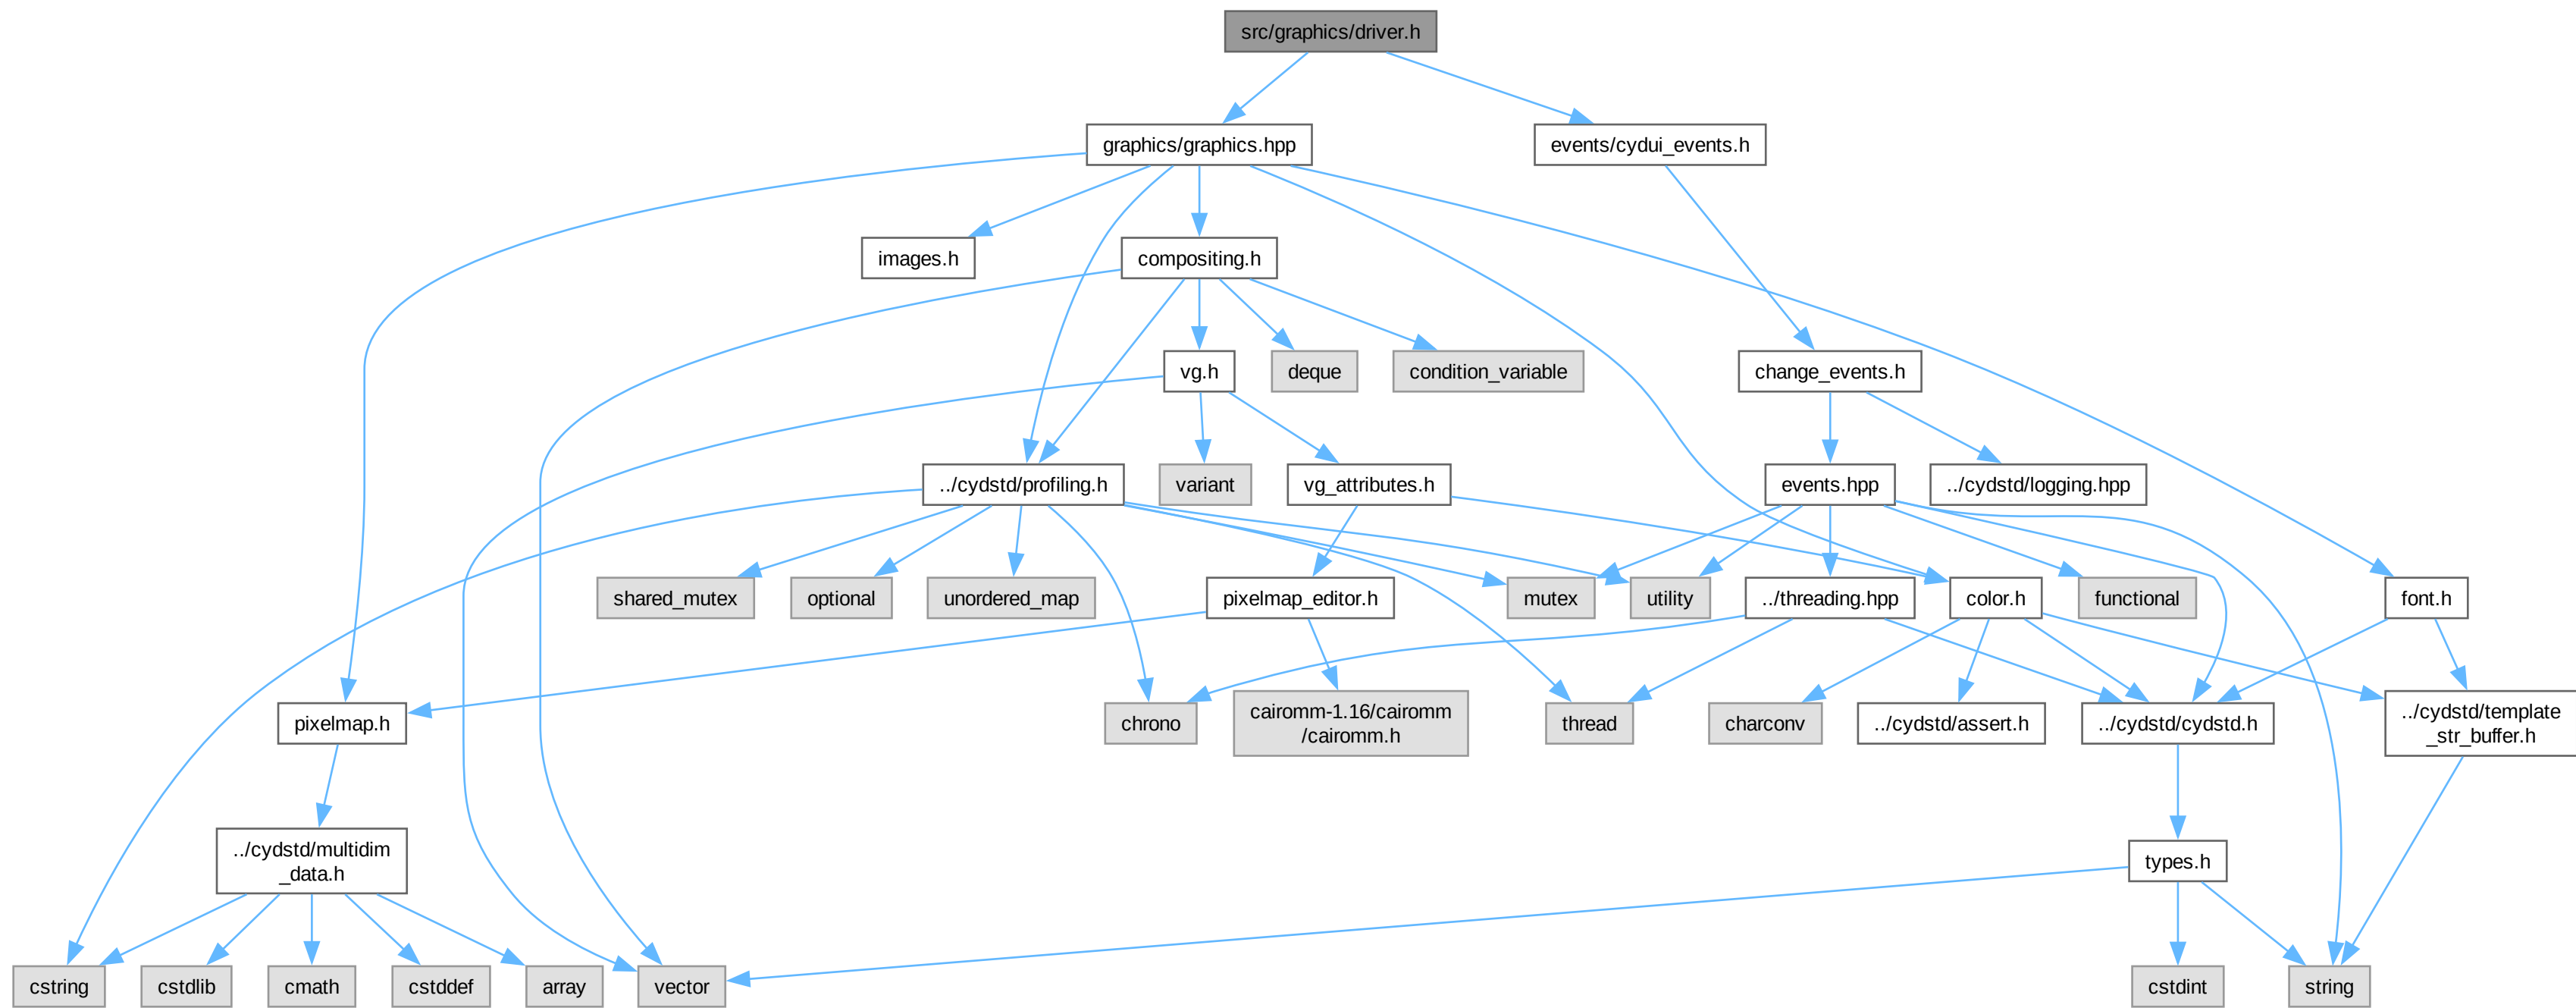 src/graphics/driver.h
graphics/graphics.hpp
events/cydui_events.h
images.h
compositing.h
vg.h
deque
condition_variable
change_events.h
../cydstd/profiling.h
variant
vg_attributes.h
events.hpp
../cydstd/logging.hpp
shared_mutex
optional
unordered_map
pixelmap_editor.h
mutex
utility
../threading.hpp
color.h
functional
font.h
pixelmap.h
chrono
cairomm-1.16/cairomm
/cairomm.h
thread
charconv
../cydstd/assert.h
../cydstd/cydstd.h
../cydstd/template
_str_buffer.h
../cydstd/multidim
_data.h
types.h
cstring
cstdlib
cmath
cstddef
array
vector
cstdint
string